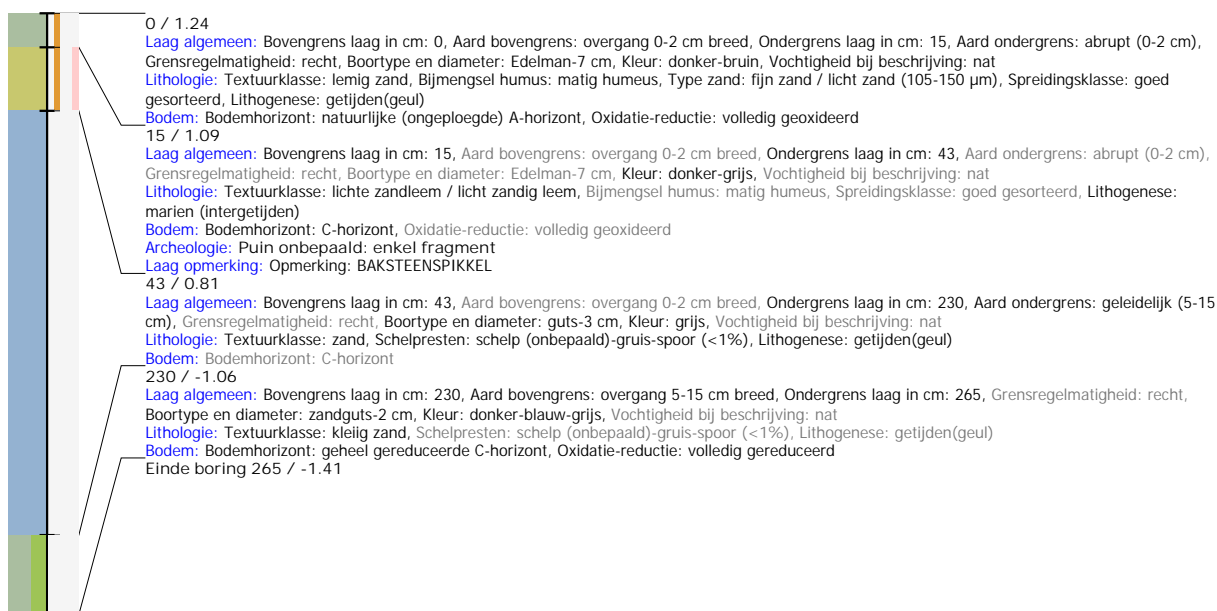 0 / 1.24
Laag algemeen: Bovengrens laag in cm: 0, Aard bovengrens: overgang 0-2 cm breed, Ondergrens laag in cm: 15, Aard ondergrens: abrupt (0-2 cm),
Grensregelmatigheid: recht, Boortype en diameter: Edelman-7 cm, Kleur: donker-bruin, Vochtigheid bij beschrijving: nat
Lithologie: Textuurklasse: lemig zand, Bijmengsel humus: matig humeus, Type zand: fijn zand / licht zand (105-150 µm), Spreidingsklasse: goed
gesorteerd, Lithogenese: getijden(geul)
Bodem: Bodemhorizont: natuurlijke (ongeploegde) A-horizont, Oxidatie-reductie: volledig geoxideerd
15 / 1.09
Laag algemeen: Bovengrens laag in cm: 15, Aard bovengrens: overgang 0-2 cm breed, Ondergrens laag in cm: 43, Aard ondergrens: abrupt (0-2 cm),
Grensregelmatigheid: recht, Boortype en diameter: Edelman-7 cm, Kleur: donker-grijs, Vochtigheid bij beschrijving: nat
Lithologie: Textuurklasse: lichte zandleem / licht zandig leem, Bijmengsel humus: matig humeus, Spreidingsklasse: goed gesorteerd, Lithogenese:
marien (intergetijden)
Bodem: Bodemhorizont: C-horizont, Oxidatie-reductie: volledig geoxideerd
Archeologie: Puin onbepaald: enkel fragment
Laag opmerking: Opmerking: BAKSTEENSPIKKEL
43 / 0.81
Laag algemeen: Bovengrens laag in cm: 43, Aard bovengrens: overgang 0-2 cm breed, Ondergrens laag in cm: 230, Aard ondergrens: geleidelijk (5-15
cm), Grensregelmatigheid: recht, Boortype en diameter: guts-3 cm, Kleur: grijs, Vochtigheid bij beschrijving: nat
Lithologie: Textuurklasse: zand, Schelpresten: schelp (onbepaald)-gruis-spoor (<1%), Lithogenese: getijden(geul)
Bodem: Bodemhorizont: C-horizont
230 / -1.06
Laag algemeen: Bovengrens laag in cm: 230, Aard bovengrens: overgang 5-15 cm breed, Ondergrens laag in cm: 265, Grensregelmatigheid: recht,
Boortype en diameter: zandguts-2 cm, Kleur: donker-blauw-grijs, Vochtigheid bij beschrijving: nat
Lithologie: Textuurklasse: kleiig zand, Schelpresten: schelp (onbepaald)-gruis-spoor (<1%), Lithogenese: getijden(geul)
Bodem: Bodemhorizont: geheel gereduceerde C-horizont, Oxidatie-reductie: volledig gereduceerd
Einde boring 265 / -1.41